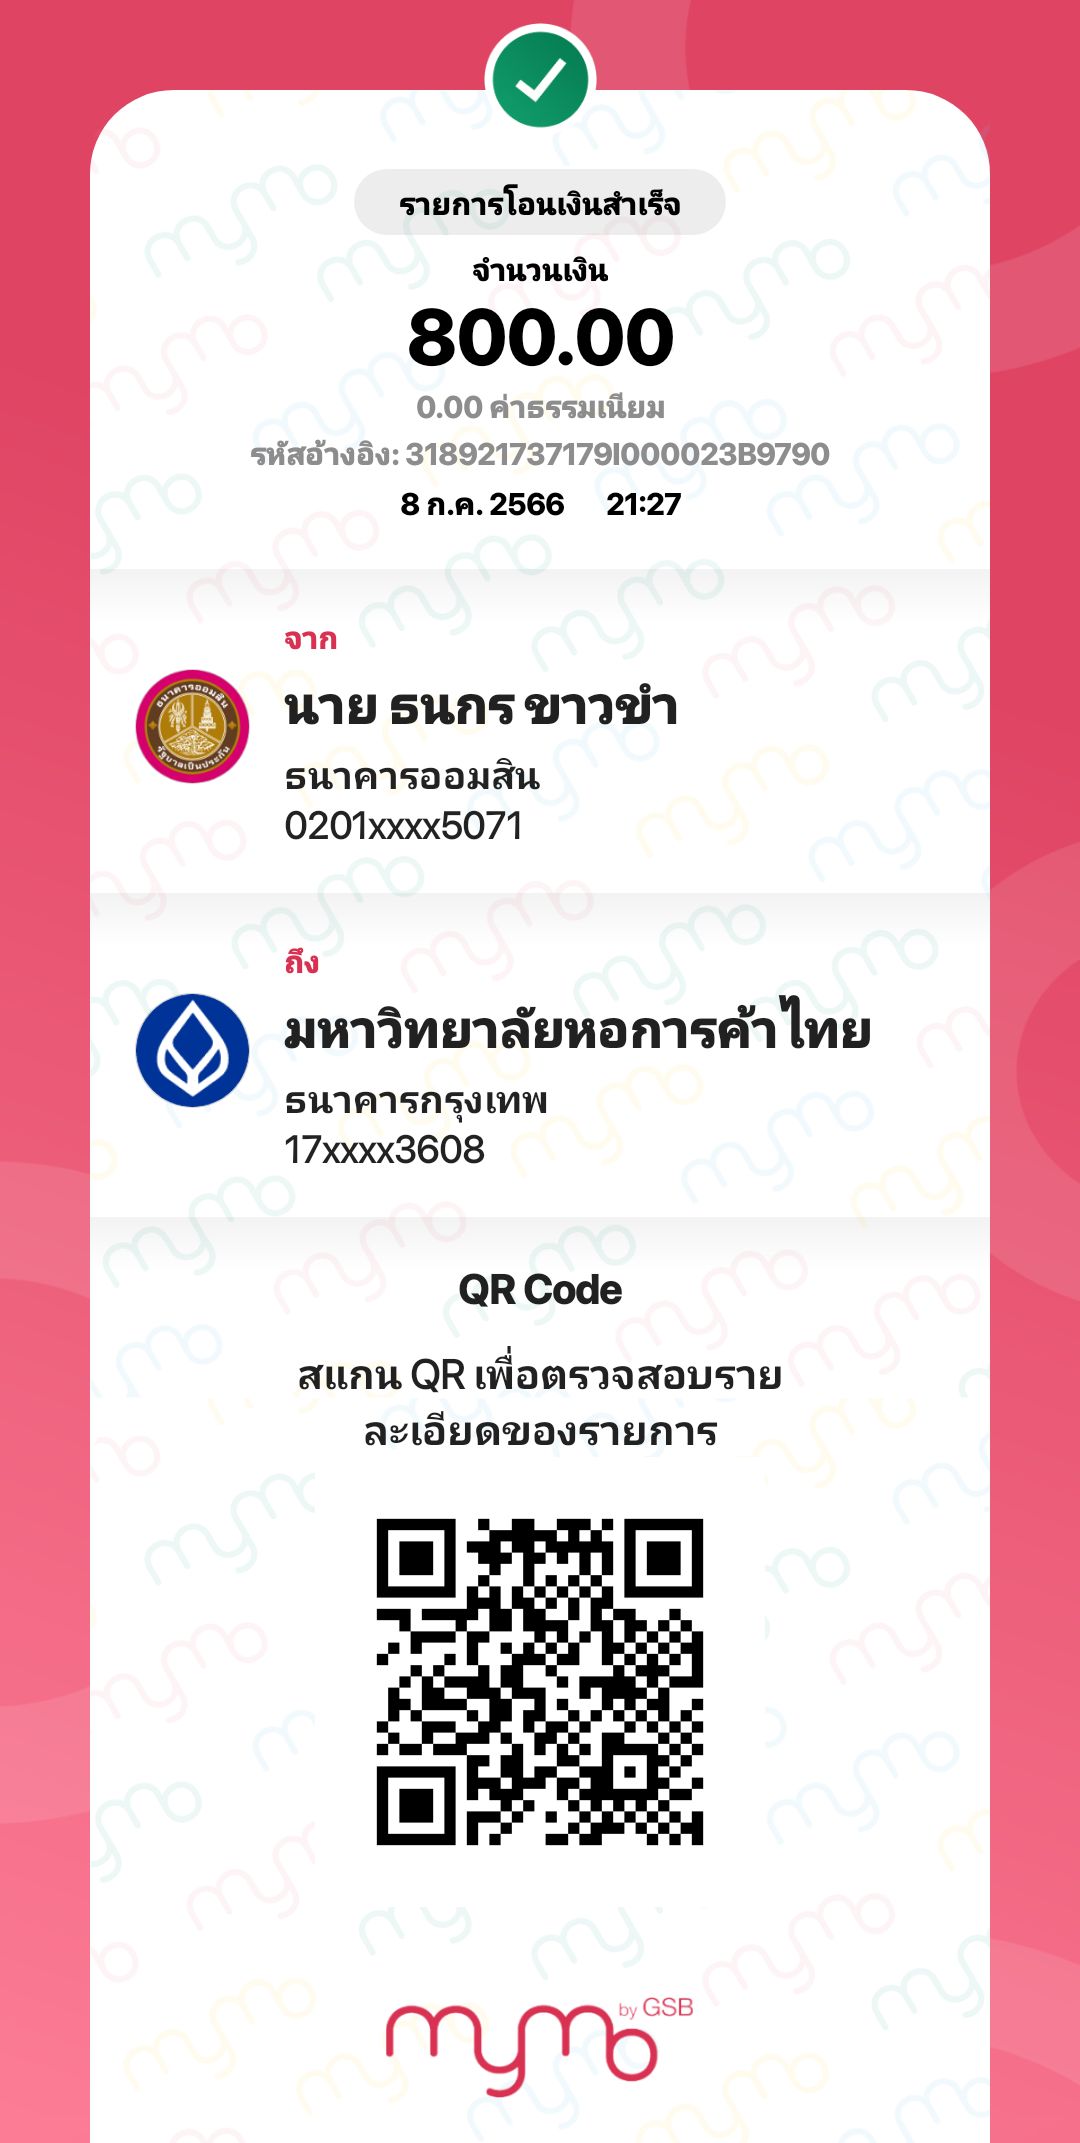 รายการโอนเงินสำเร็จ
จำนวนเงิน
800.00
0.00 ค่าธรรมเนียม
รหัสอ้างอิง: 318921737179I000023B9790
8 ก.ค. 2566 21:27
จาก
นาย ธนกร ขาวขำ
ธนาคารออมสิน
0201xxxx5071
ถึง
มหาวิทยาลัยหอการค้าไทย
ธนาคารกรุงเทพ
17xxxx3608
QR Code
สแกน QR เพื่อตรวจสอบราย
ละเอียดของรายการ
mymo by GSB